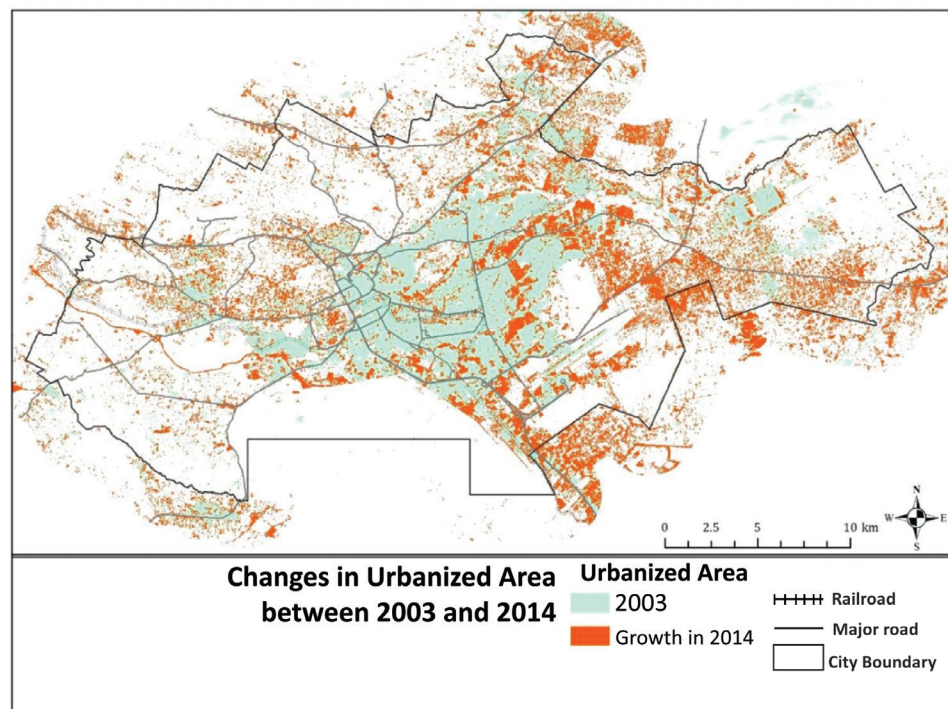 N
W
E
S
0 2.5 5 10 km
Changes in Urbanized Area
between 2003 and 2014
Urbanized Area
2003
Growth in 2014
Railroad
Major road
City Boundary